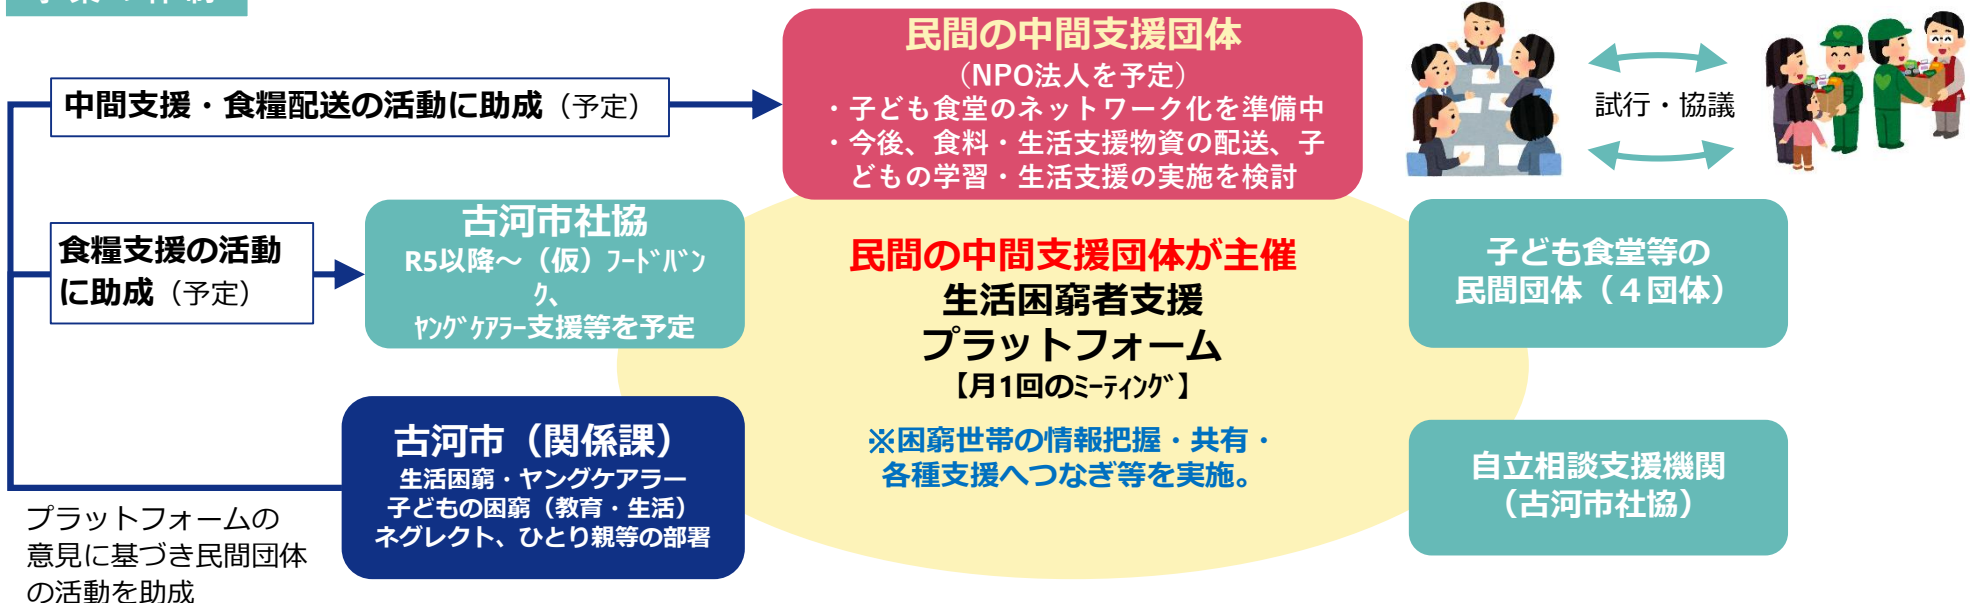 民間の中間支援団体
（NPO法人を予定）
・子ども食堂のネットワーク化を準備中
・今後、食料・生活支援物資の配送、子
どもの学習・生活支援の実施を検討
試行・協議
中間支援・食糧配送の活動に助成（予定）
食糧支援の活動
に助成（予定）
古河市社協
R5以降～（仮）ﾌｰﾄﾞﾊﾞﾝ
ｸ、
ﾔﾝｸﾞｹｱﾗｰ支援等を予定
民間の中間支援団体が主催
生活困窮者支援
プラットフォーム
【月1回のﾐｰﾃｨﾝｸﾞ】
※困窮世帯の情報把握・共有・
各種支援へつなぎ等を実施。
子ども食堂等の
民間団体（４団体）
古河市（関係課）
生活困窮・ヤングケアラー
子どもの困窮（教育・生活）
ネグレクト、ひとり親等の部署
自立相談支援機関
（古河市社協）
プラットフォームの
意見に基づき民間団体
の活動を助成